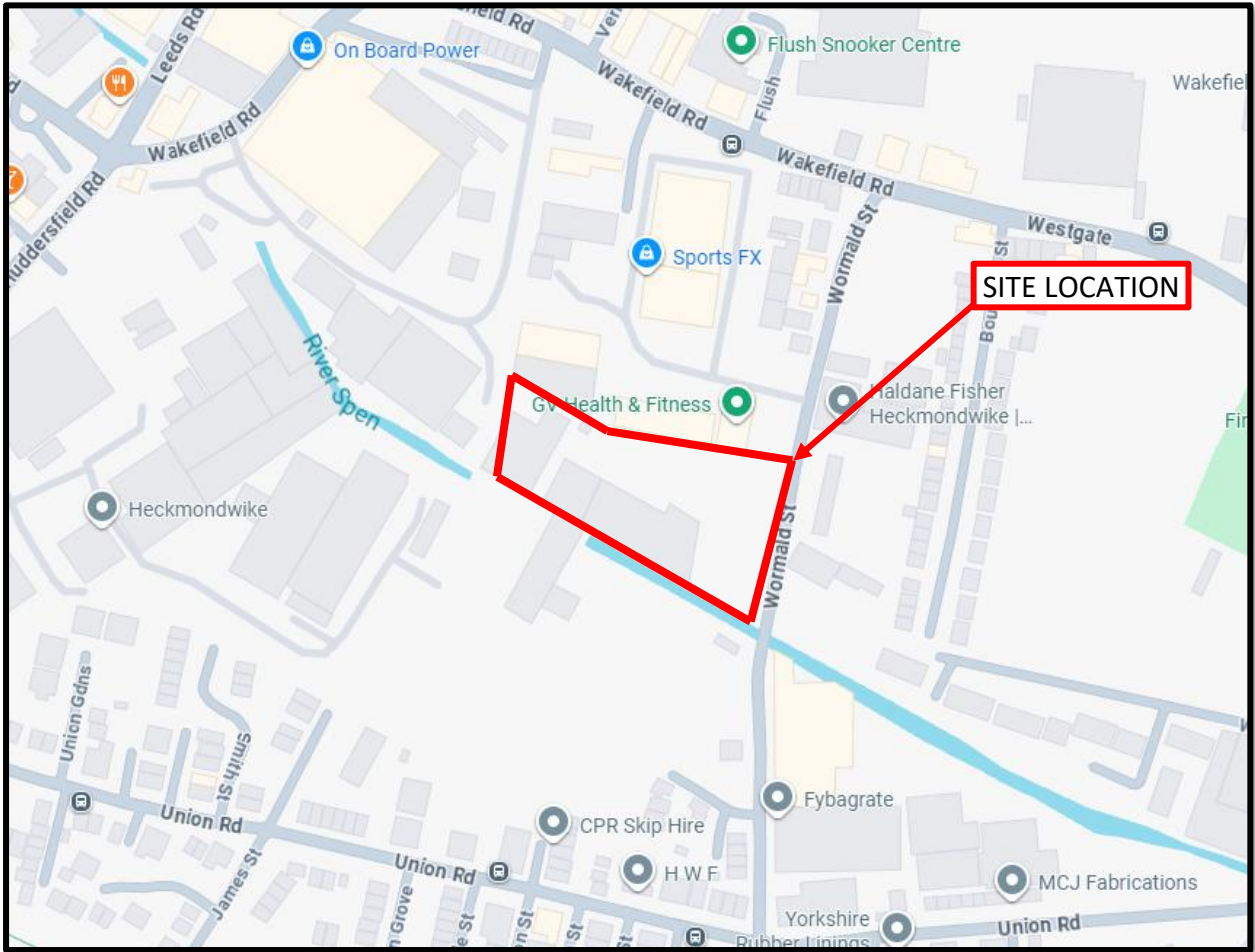 Leeds Rd
On Board Power
Wakefield Rd
Flush Snooker Centre
Flush
Wakefield Rd
Wakefield Rd
Westgate
Wormald St
Sports FX
SITE LOCATION
River Spen
GV Health & Fitness
Haldane Fisher
Heckmondwike |...
Heckmondwike
Wormald St
Union Gdns
Smith St
Union Rd
James St
Union Rd
CPR Skip Hire
H W F
Fybagrate
MCJ Fabrications
Yorkshire
Rubber Linings
Union Rd